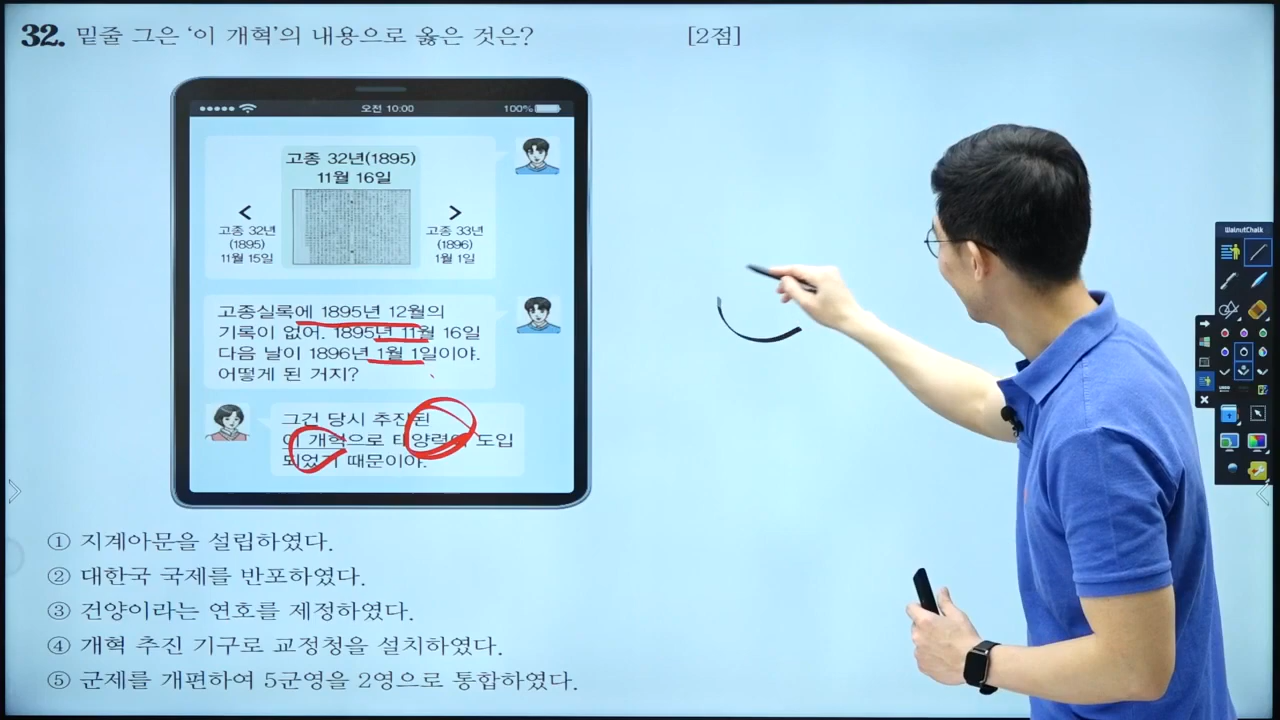 32. 밑줄 그은 '이 개혁'의 내용으로 옳은 것은? [2점]
오전 10:00 100%
고종 32년(1895)
11월 16일
< >
고종 32년
(1895)
11월 15일
고종 33년
(1896)
1월 1일
고종실록에 1895년 12월의
기록이 없어. 1895년 11월 16일
다음 날이 1896년 1월 1일이야.
어떻게 된 거지?
그건 당시 추진된
이 개혁으로 태양력이 도입
되었기 때문이야.
① 지계아문을 설립하였다.
② 대한국 국제를 반포하였다.
③ 건양이라는 연호를 제정하였다.
④ 개혁 추진 기구로 교정청을 설치하였다.
⑤ 군제를 개편하여 5군영을 2영으로 통합하였다.
WalnutChalk